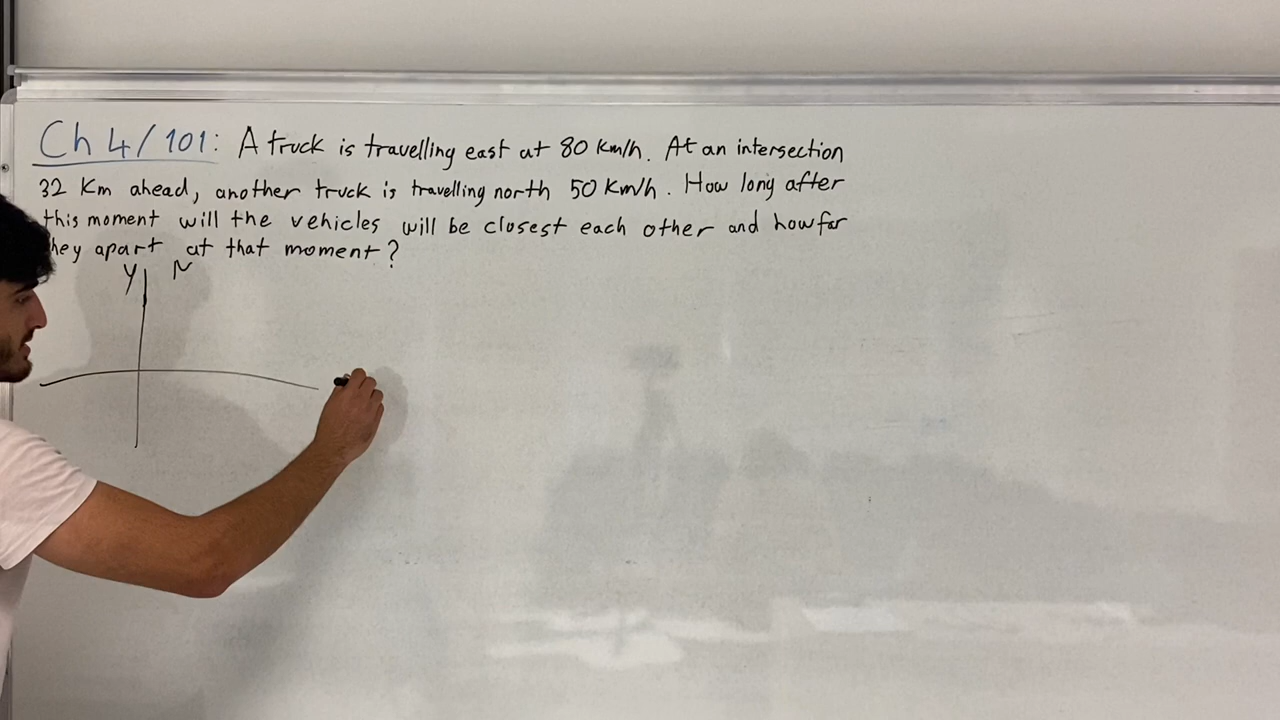 Ch 4/101: A truck is travelling east at 80 km/h. At an intersection
32 Km ahead, another truck is travelling north 50 Km/h. How long after
this moment will the vehicles will be closest each other and how far
hey apart at that moment?
y N